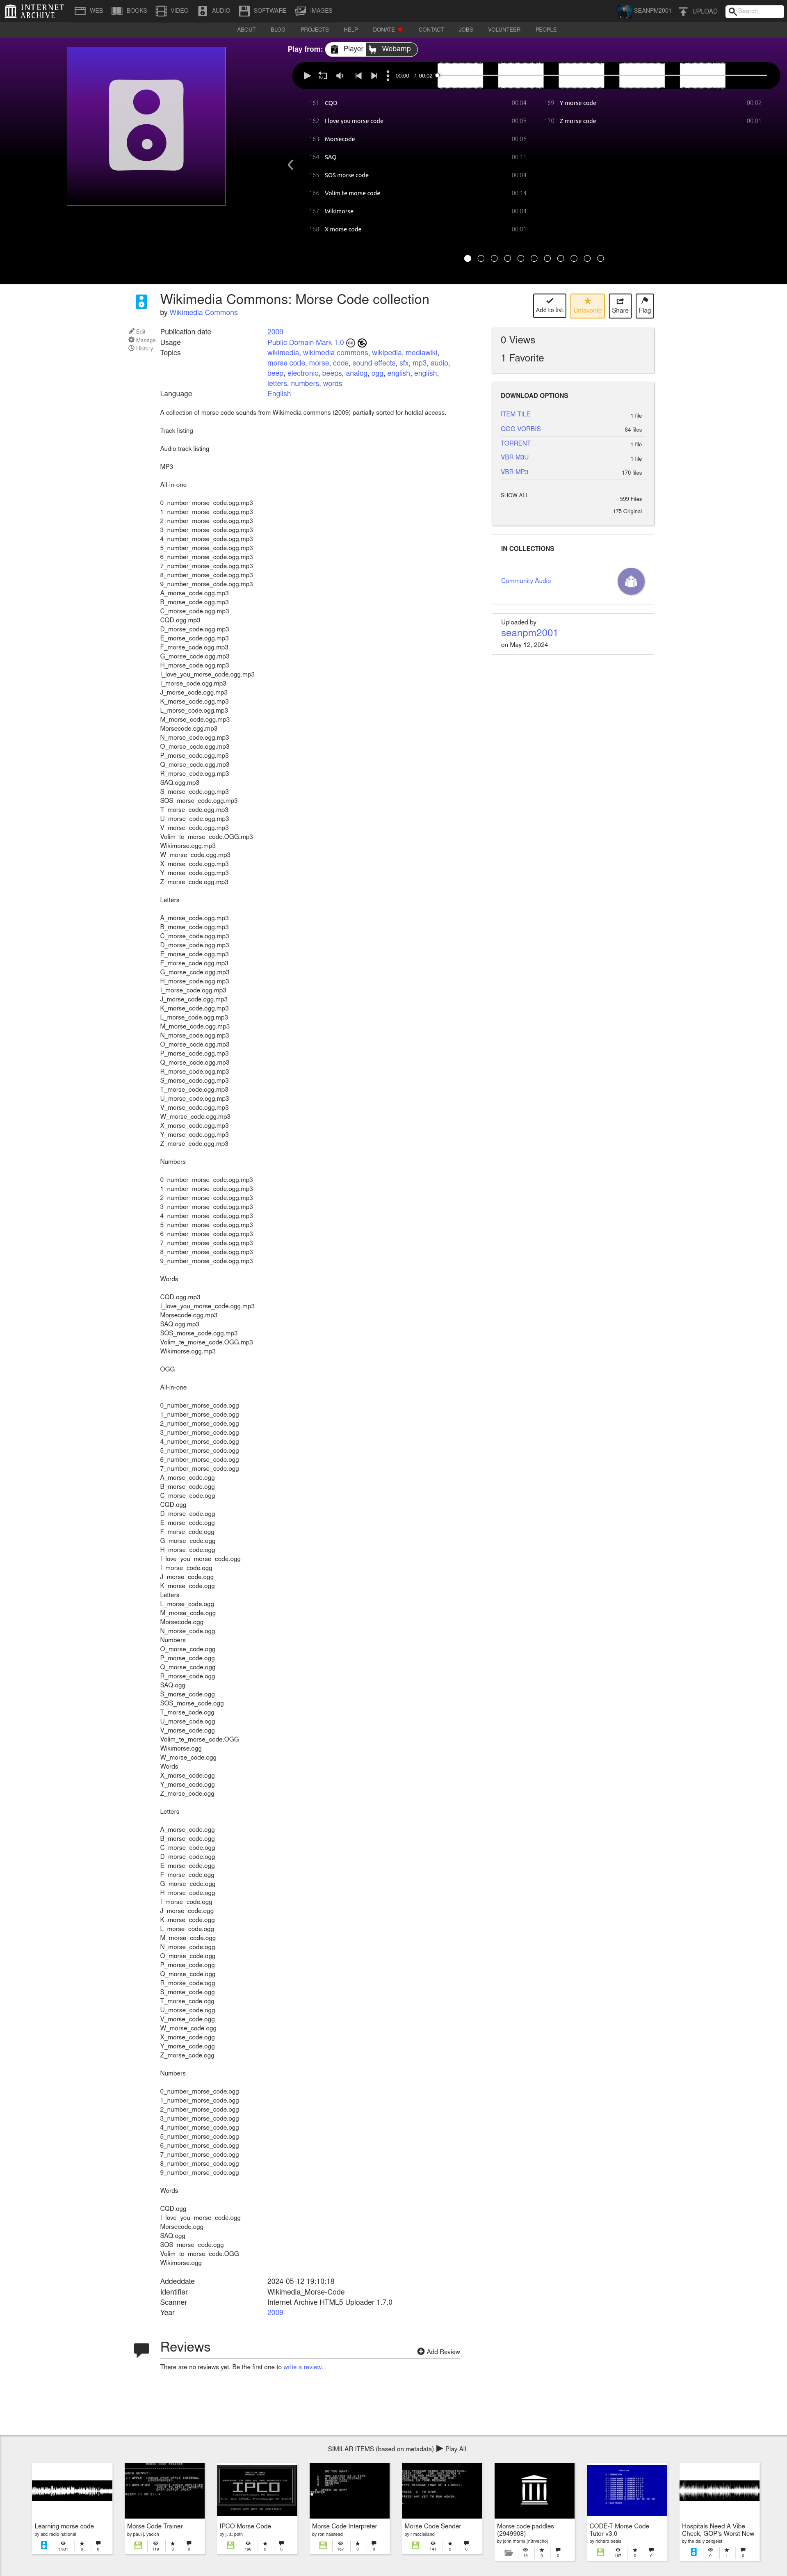 INTERNET ARCHIVE
WEB BOOKS VIDEO AUDIO SOFTWARE IMAGES
SEANPM2001 UPLOAD Search
ABOUT BLOG PROJECTS HELP DONATE CONTACT JOBS VOLUNTEER PEOPLE
Play from: Player Webamp
00:00 / 00:02
161 CQD 00:04
162 I love you morse code 00:08
163 Morsecode 00:06
164 SAQ 00:11
165 SOS morse code 00:04
166 Volim te morse code 00:14
167 Wikimorse 00:04
168 X morse code 00:01
169 Y morse code 00:02
170 Z morse code 00:01
Wikimedia Commons: Morse Code collection
by Wikimedia Commons
Add to list
Unfavorite
Share
Flag
Edit
Manage
History
Publication date 2009
Usage Public Domain Mark 1.0
Topics wikimedia, wikimedia commons, wikipedia, mediawiki,
morse code, morse, code, sound effects, sfx, mp3, audio,
beep, electronic, beeps, analog, ogg, english, english,
letters, numbers, words
Language English
A collection of morse code sounds from Wikimedia commons (2009) partially sorted for hotdial access.
Track listing
Audio track listing
MP3
All-in-one
0_number_morse_code.ogg.mp3
1_number_morse_code.ogg.mp3
2_number_morse_code.ogg.mp3
3_number_morse_code.ogg.mp3
4_number_morse_code.ogg.mp3
5_number_morse_code.ogg.mp3
6_number_morse_code.ogg.mp3
7_number_morse_code.ogg.mp3
8_number_morse_code.ogg.mp3
9_number_morse_code.ogg.mp3
A_morse_code.ogg.mp3
B_morse_code.ogg.mp3
C_morse_code.ogg.mp3
CQD.ogg.mp3
D_morse_code.ogg.mp3
E_morse_code.ogg.mp3
F_morse_code.ogg.mp3
G_morse_code.ogg.mp3
H_morse_code.ogg.mp3
I_love_you_morse_code.ogg.mp3
I_morse_code.ogg.mp3
J_morse_code.ogg.mp3
K_morse_code.ogg.mp3
L_morse_code.ogg.mp3
M_morse_code.ogg.mp3
Morsecode.ogg.mp3
N_morse_code.ogg.mp3
O_morse_code.ogg.mp3
P_morse_code.ogg.mp3
Q_morse_code.ogg.mp3
R_morse_code.ogg.mp3
SAQ.ogg.mp3
S_morse_code.ogg.mp3
SOS_morse_code.ogg.mp3
T_morse_code.ogg.mp3
U_morse_code.ogg.mp3
V_morse_code.ogg.mp3
Volim_te_morse_code.OGG.mp3
Wikimorse.ogg.mp3
W_morse_code.ogg.mp3
X_morse_code.ogg.mp3
Y_morse_code.ogg.mp3
Z_morse_code.ogg.mp3
Letters
A_morse_code.ogg.mp3
B_morse_code.ogg.mp3
C_morse_code.ogg.mp3
D_morse_code.ogg.mp3
E_morse_code.ogg.mp3
F_morse_code.ogg.mp3
G_morse_code.ogg.mp3
H_morse_code.ogg.mp3
I_morse_code.ogg.mp3
J_morse_code.ogg.mp3
K_morse_code.ogg.mp3
L_morse_code.ogg.mp3
M_morse_code.ogg.mp3
N_morse_code.ogg.mp3
O_morse_code.ogg.mp3
P_morse_code.ogg.mp3
Q_morse_code.ogg.mp3
R_morse_code.ogg.mp3
S_morse_code.ogg.mp3
T_morse_code.ogg.mp3
U_morse_code.ogg.mp3
V_morse_code.ogg.mp3
W_morse_code.ogg.mp3
X_morse_code.ogg.mp3
Y_morse_code.ogg.mp3
Z_morse_code.ogg.mp3
Numbers
0_number_morse_code.ogg.mp3
1_number_morse_code.ogg.mp3
2_number_morse_code.ogg.mp3
3_number_morse_code.ogg.mp3
4_number_morse_code.ogg.mp3
5_number_morse_code.ogg.mp3
6_number_morse_code.ogg.mp3
7_number_morse_code.ogg.mp3
8_number_morse_code.ogg.mp3
9_number_morse_code.ogg.mp3
Words
CQD.ogg.mp3
I_love_you_morse_code.ogg.mp3
Morsecode.ogg.mp3
SAQ.ogg.mp3
SOS_morse_code.ogg.mp3
Volim_te_morse_code.OGG.mp3
Wikimorse.ogg.mp3
OGG
All-in-one
0_number_morse_code.ogg
1_number_morse_code.ogg
2_number_morse_code.ogg
3_number_morse_code.ogg
4_number_morse_code.ogg
5_number_morse_code.ogg
6_number_morse_code.ogg
7_number_morse_code.ogg
A_morse_code.ogg
B_morse_code.ogg
C_morse_code.ogg
CQD.ogg
D_morse_code.ogg
E_morse_code.ogg
F_morse_code.ogg
G_morse_code.ogg
H_morse_code.ogg
I_love_you_morse_code.ogg
I_morse_code.ogg
J_morse_code.ogg
K_morse_code.ogg
Letters
L_morse_code.ogg
M_morse_code.ogg
Morsecode.ogg
N_morse_code.ogg
Numbers
O_morse_code.ogg
P_morse_code.ogg
Q_morse_code.ogg
R_morse_code.ogg
SAQ.ogg
S_morse_code.ogg
SOS_morse_code.ogg
T_morse_code.ogg
U_morse_code.ogg
V_morse_code.ogg
Volim_te_morse_code.OGG
Wikimorse.ogg
W_morse_code.ogg
Words
X_morse_code.ogg
Y_morse_code.ogg
Z_morse_code.ogg
Letters
A_morse_code.ogg
B_morse_code.ogg
C_morse_code.ogg
D_morse_code.ogg
E_morse_code.ogg
F_morse_code.ogg
G_morse_code.ogg
H_morse_code.ogg
I_morse_code.ogg
J_morse_code.ogg
K_morse_code.ogg
L_morse_code.ogg
M_morse_code.ogg
N_morse_code.ogg
O_morse_code.ogg
P_morse_code.ogg
Q_morse_code.ogg
R_morse_code.ogg
S_morse_code.ogg
T_morse_code.ogg
U_morse_code.ogg
V_morse_code.ogg
W_morse_code.ogg
X_morse_code.ogg
Y_morse_code.ogg
Z_morse_code.ogg
Numbers
0_number_morse_code.ogg
1_number_morse_code.ogg
2_number_morse_code.ogg
3_number_morse_code.ogg
4_number_morse_code.ogg
5_number_morse_code.ogg
6_number_morse_code.ogg
7_number_morse_code.ogg
8_number_morse_code.ogg
9_number_morse_code.ogg
Words
CQD.ogg
I_love_you_morse_code.ogg
Morsecode.ogg
SAQ.ogg
SOS_morse_code.ogg
Volim_te_morse_code.OGG
Wikimorse.ogg
Addeddate 2024-05-12 19:10:18
Identifier Wikimedia_Morse-Code
Scanner Internet Archive HTML5 Uploader 1.7.0
Year 2009
0 Views
1 Favorite
DOWNLOAD OPTIONS
ITEM TILE 1 file
OGG VORBIS 84 files
TORRENT 1 file
VBR M3U 1 file
VBR MP3 170 files
SHOW ALL 599 Files
175 Original
IN COLLECTIONS
Community Audio
Uploaded by
seanpm2001
on May 12, 2024
Reviews
Add Review
There are no reviews yet. Be the first to write a review.
SIMILAR ITEMS (based on metadata) Play All
Learning morse code
by abc radio national
Morse Code Trainer
by paul j. yacich
IPCO Morse Code
by j. a. poth
Morse Code Interpreter
by ron halstead
Morse Code Sender
by r mcclelland
Morse code paddles
(2949908)
CODE-T Morse Code
Tutor v3.0
by richard beals
Hospitals Need A Vibe
Check, GOP's Worst New
by the daily zeitgeist